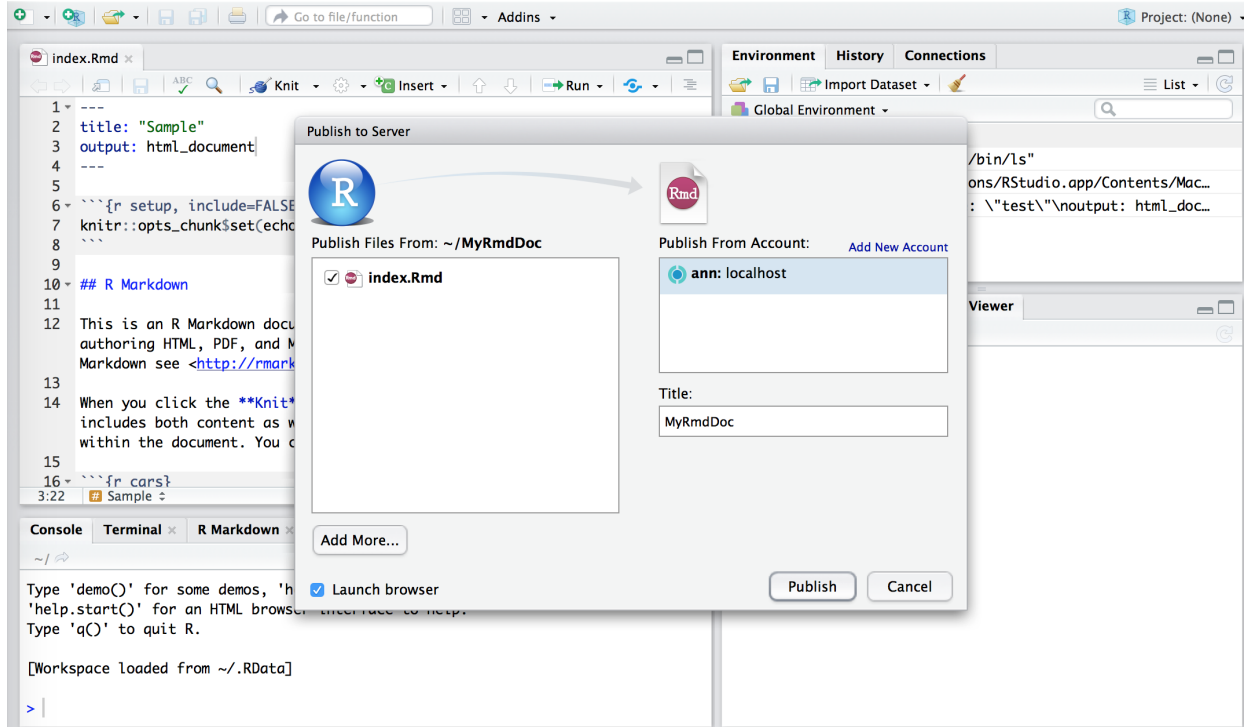 Go to file/function
Addins
Project: (None)
index.Rmd
ABC
Knit
Insert
Run
1 ---
2 title: "Sample"
3 output: html_document
4 ---
5
6 ```{r setup, include=FALSE
7 knitr::opts_chunk$set(echo
8 ```
9
10 ## R Markdown
11
12 This is an R Markdown docu
authoring HTML, PDF, and M
Markdown see <http://rmark
13
14 When you click the **Knit*
includes both content as w
within the document. You c
15
16 ```{r cars}
3:22 # Sample
Console Terminal R Markdown
~/
Type 'demo()' for some demos, 'h
'help.start()' for an HTML browser interface to help.
Type 'q()' to quit R.
[Workspace loaded from ~/.RData]
>
Environment History Connections
Import Dataset
List
Global Environment
/bin/ls"
ons/RStudio.app/Contents/Mac…
: \"test\"\noutput: html_doc…
Viewer
Publish to Server
R
Rmd
Publish Files From: ~/MyRmdDoc
index.Rmd
Add More...
Launch browser
Publish From Account: Add New Account
ann: localhost
Title:
MyRmdDoc
Publish Cancel